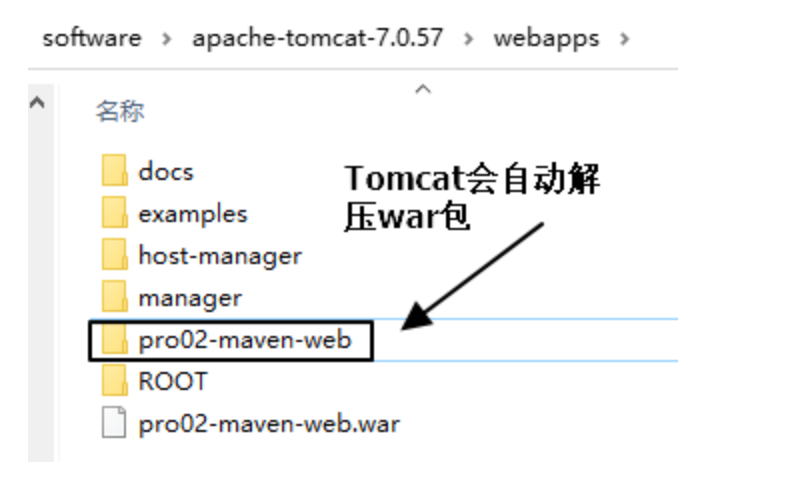 software > apache-tomcat-7.0.57 > webapps >
名称
docs
Tomcat会自动解
压war包
examples
host-manager
manager
pro02-maven-web
ROOT
pro02-maven-web.war